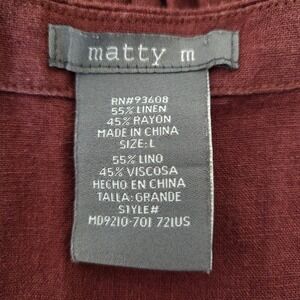 matty m
RN#93608
55% LINEN
45% RAYON
MADE IN CHINA
SIZE: L
55% LINO
45% VISCOSA
HECHO EN CHINA
TALLA: GRANDE
STYLE#
MD9210-701 721US